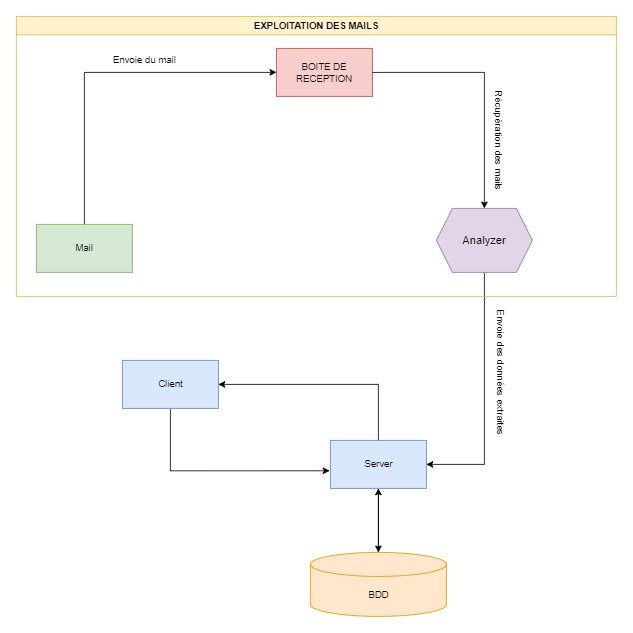 EXPLOITATION DES MAILS
Envoie du mail
BOITE DE
RECEPTION
Récupération des mails
Mail
Analyzer
Envoie des données extraites
Client
Server
BDD